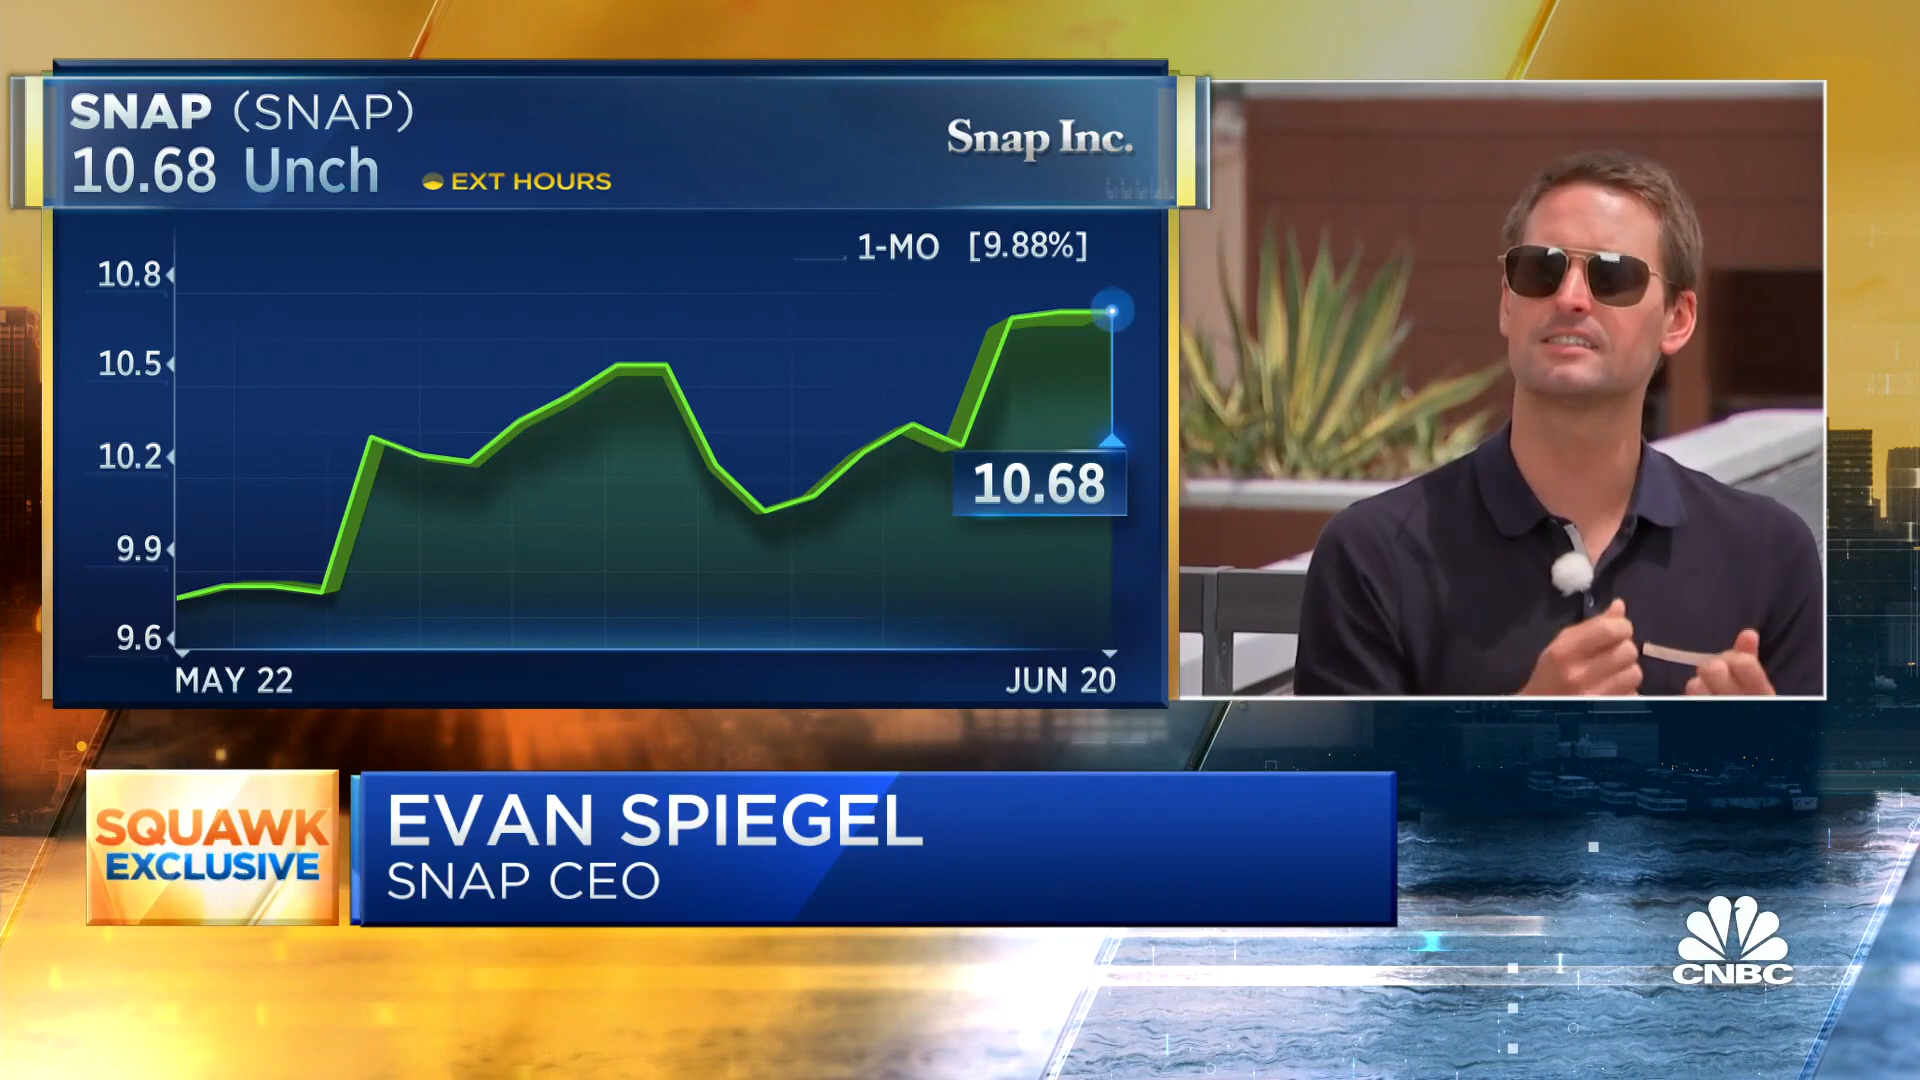 SNAP (SNAP)
10.68 Unch
EXT HOURS
Snap Inc.
1-MO [9.88%]
10.8
10.5
10.2
9.9
9.6
10.68
MAY 22
JUN 20
SQUAWK
EXCLUSIVE
EVAN SPIEGEL
SNAP CEO
CNBC